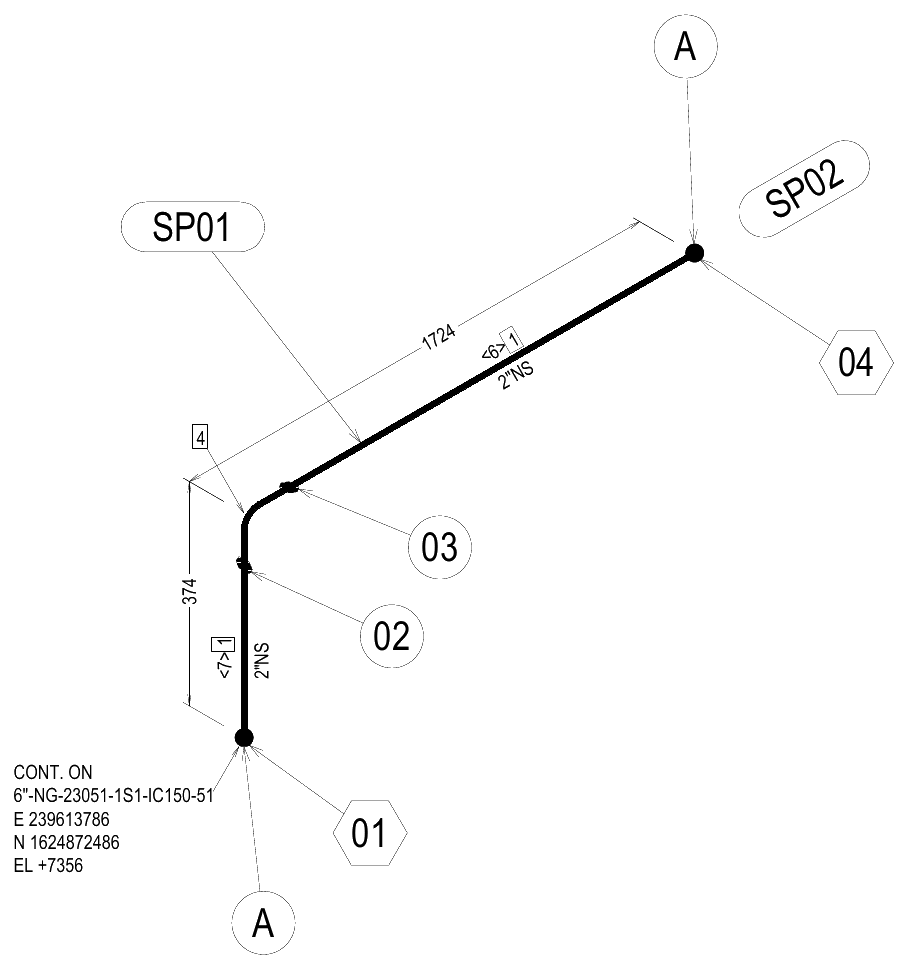 A
SP02
SP01
1724
<6> 1
2"NS
04
4
03
374
02
<7> 1
2"NS
CONT. ON
6"-NG-23051-1S1-IC150-51
E 239613786
N 1624872486
EL +7356
01
A